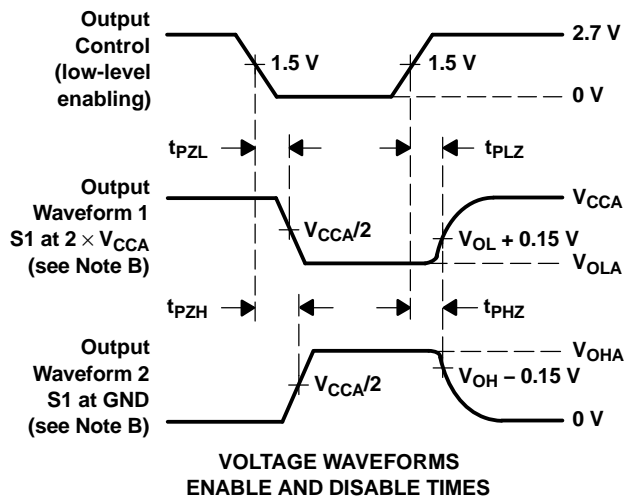 Output
Control
(low-level
enabling)
1.5 V
1.5 V
2.7 V
0 V
tPZL
tPLZ
Output
Waveform 1
S1 at 2 × VCCA
(see Note B)
VCCA/2
VCCA
VOL + 0.15 V
VOLA
tPZH
tPHZ
Output
Waveform 2
S1 at GND
(see Note B)
VCCA/2
VOHA
VOH − 0.15 V
0 V
VOLTAGE WAVEFORMS
ENABLE AND DISABLE TIMES